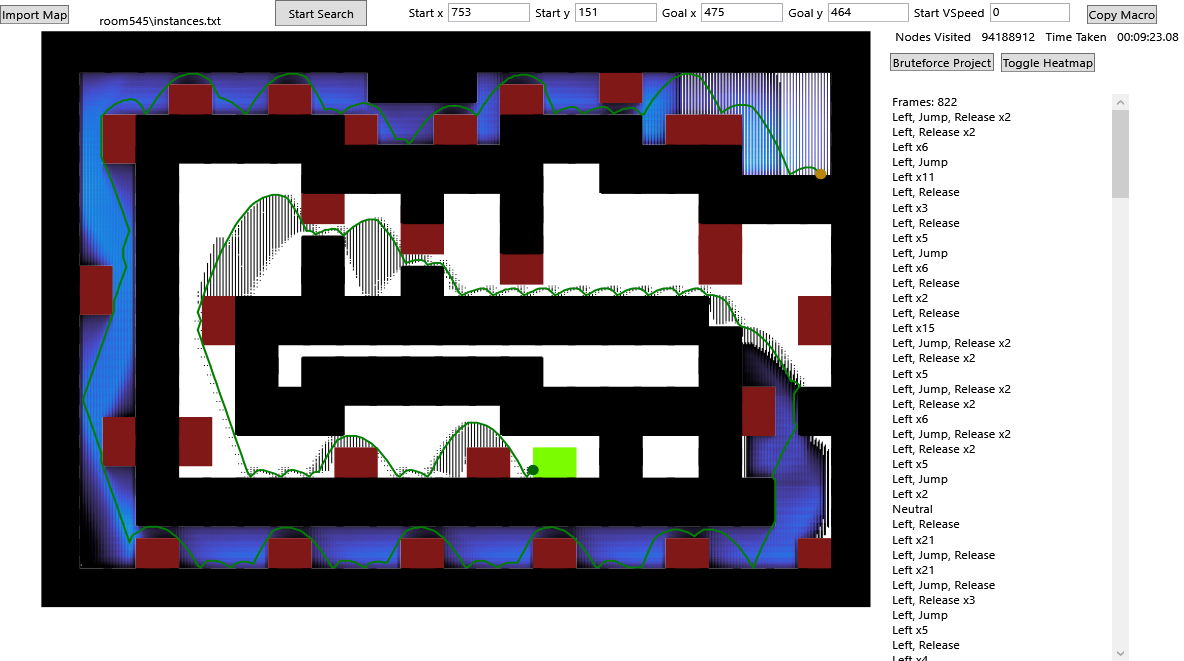 Import Map
room545\instances.txt
Start Search
Start x 753 Start y 151 Goal x 475 Goal y 464 Start VSpeed 0
Copy Macro
Nodes Visited 94188912 Time Taken 00:09:23.08
Bruteforce Project Toggle Heatmap
Frames: 822
Left, Jump, Release x2
Left, Release x2
Left x6
Left, Jump
Left x11
Left, Release
Left x3
Left, Release
Left x5
Left, Jump
Left x6
Left, Release
Left x2
Left, Release
Left x15
Left, Jump, Release x2
Left, Release x2
Left x5
Left, Jump, Release x2
Left, Release x2
Left x6
Left, Jump, Release x2
Left, Release x2
Left x5
Left, Jump
Left x2
Neutral
Left, Release
Left x21
Left, Jump, Release
Left x21
Left, Jump, Release
Left, Release x3
Left, Jump
Left x5
Left, Release
Left x4